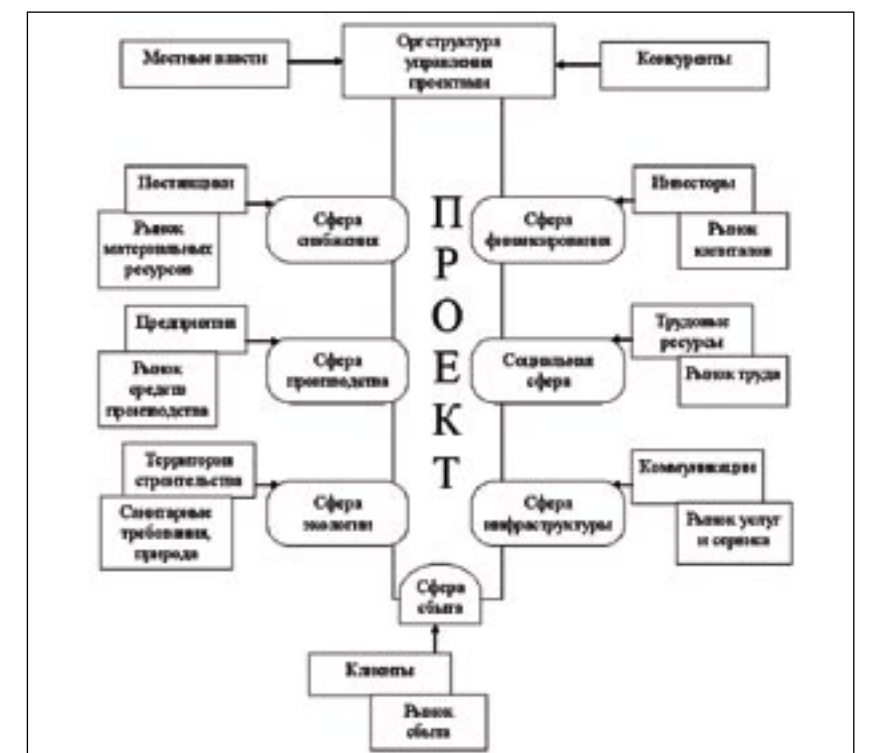 Местные власти
Оргструктура
управления
проектами
Конкуренты
Поставщики
Рынок
материальных
ресурсов
Сфера
снабжения
Предприятия
Рынок
средств
производства
Сфера
производства
Территория
строительства
Санитарные
требования,
природа
Сфера
экологии
ПРОЕКТ
Инвесторы
Рынок
капиталов
Сфера
финансирования
Трудовые
ресурсы
Рынок труда
Социальная
сфера
Коммуникации
Рынок услуг
и сервиса
Сфера
инфраструктуры
Сфера
сбыта
Клиенты
Рынок
сбыта